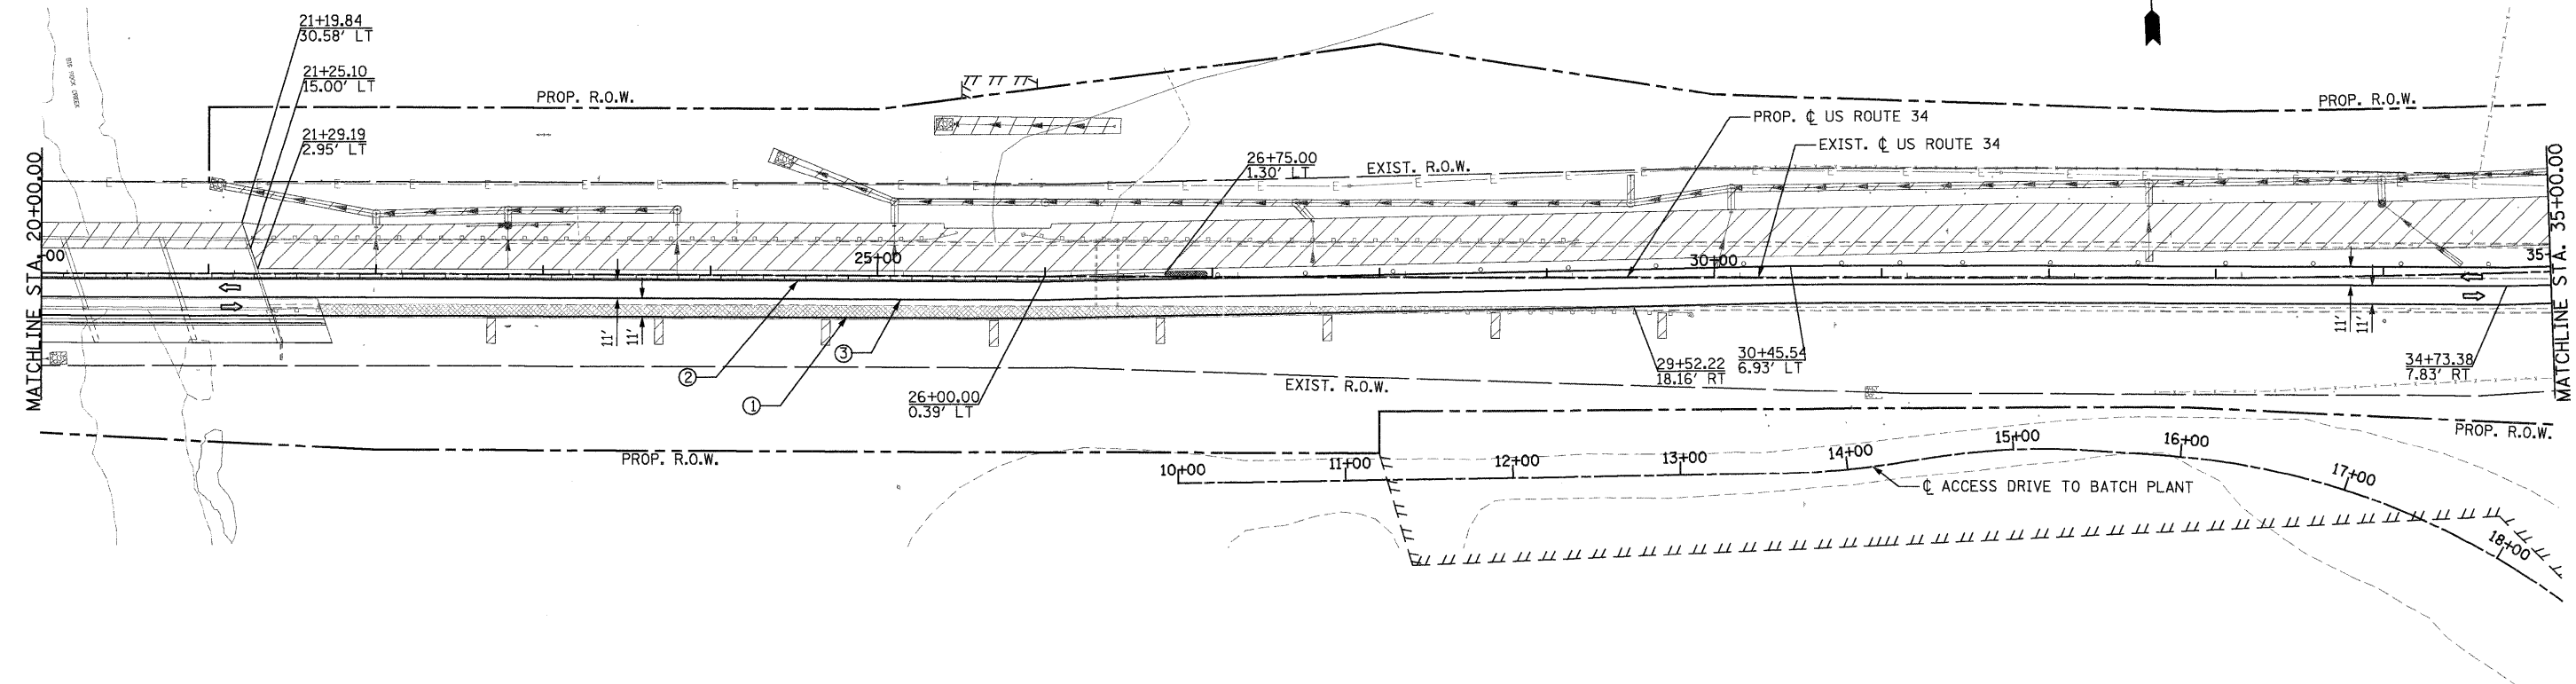 21+19.84
30.58' LT
21+25.10
15.00' LT
21+29.19
2.95' LT
BIG ROCK CREEK
PROP. R.O.W.
PROP. ℄ US ROUTE 34
EXIST. ℄ US ROUTE 34
PROP. R.O.W.
26+75.00
1.30' LT
EXIST. R.O.W.
MATCHLINE STA. 20+00.00
MATCHLINE STA. 35+00.00
+00
25+00
30+00
35
11'
11'
11'
11'
3
2
1
26+00.00
0.39' LT
29+52.22
18.16' RT
30+45.54
6.93' LT
34+73.38
7.83' RT
EXIST. R.O.W.
PROP. R.O.W.
PROP. R.O.W.
10+00
11+00
12+00
13+00
14+00
15+00
16+00
17+00
18+00
℄ ACCESS DRIVE TO BATCH PLANT